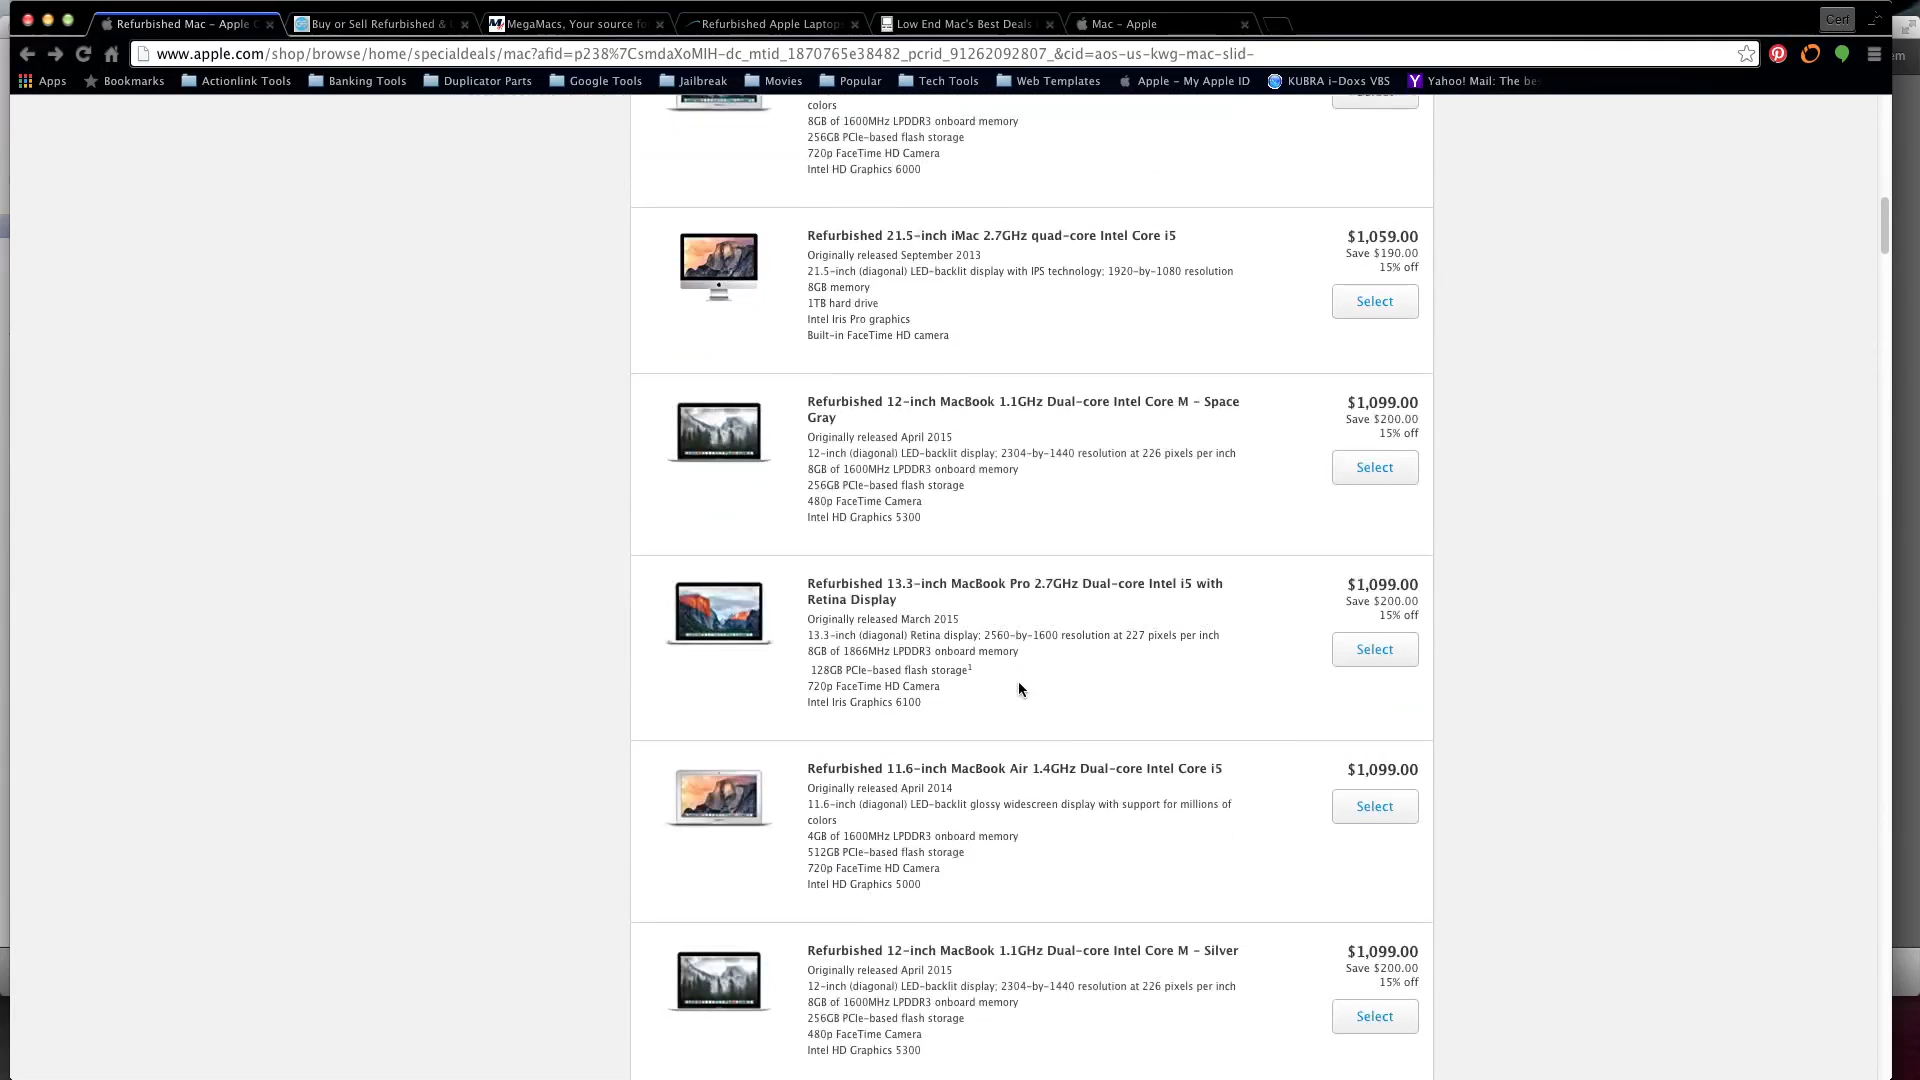 Refurbished Mac – Apple
Buy or Sell Refurbished &
MegaMacs, Your source fo
Refurbished Apple Laptop
Low End Mac's Best Deals
Mac – Apple
Cerf
www.apple.com/shop/browse/home/specialdeals/mac?afid=p238%7CsmdaXoMIH-dc_mtid_1870765e38482_pcrid_91262092807_&cid=aos-us-kwg-mac-slid-
Apps Bookmarks Actionlink Tools Banking Tools Duplicator Parts Google Tools Jailbreak Movies Popular Tech Tools Web Templates Apple – My Apple ID KUBRA i-Doxs VBS Yahoo! Mail: The be
colors
8GB of 1600MHz LPDDR3 onboard memory
256GB PCIe-based flash storage
720p FaceTime HD Camera
Intel HD Graphics 6000
Refurbished 21.5-inch iMac 2.7GHz quad-core Intel Core i5
Originally released September 2013
21.5-inch (diagonal) LED-backlit display with IPS technology; 1920-by-1080 resolution
8GB memory
1TB hard drive
Intel Iris Pro graphics
Built-in FaceTime HD camera
$1,059.00
Save $190.00
15% off
Select
Refurbished 12-inch MacBook 1.1GHz Dual-core Intel Core M – Space
Gray
Originally released April 2015
12-inch (diagonal) LED-backlit display; 2304-by-1440 resolution at 226 pixels per inch
8GB of 1600MHz LPDDR3 onboard memory
256GB PCIe-based flash storage
480p FaceTime Camera
Intel HD Graphics 5300
$1,099.00
Save $200.00
15% off
Select
Refurbished 13.3-inch MacBook Pro 2.7GHz Dual-core Intel i5 with
Retina Display
Originally released March 2015
13.3-inch (diagonal) Retina display; 2560-by-1600 resolution at 227 pixels per inch
8GB of 1866MHz LPDDR3 onboard memory
128GB PCIe-based flash storage1
720p FaceTime HD Camera
Intel Iris Graphics 6100
$1,099.00
Save $200.00
15% off
Select
Refurbished 11.6-inch MacBook Air 1.4GHz Dual-core Intel Core i5
Originally released April 2014
11.6-inch (diagonal) LED-backlit glossy widescreen display with support for millions of
colors
4GB of 1600MHz LPDDR3 onboard memory
512GB PCIe-based flash storage
720p FaceTime HD Camera
Intel HD Graphics 5000
$1,099.00
Select
Refurbished 12-inch MacBook 1.1GHz Dual-core Intel Core M – Silver
Originally released April 2015
12-inch (diagonal) LED-backlit display; 2304-by-1440 resolution at 226 pixels per inch
8GB of 1600MHz LPDDR3 onboard memory
256GB PCIe-based flash storage
480p FaceTime Camera
Intel HD Graphics 5300
$1,099.00
Save $200.00
15% off
Select